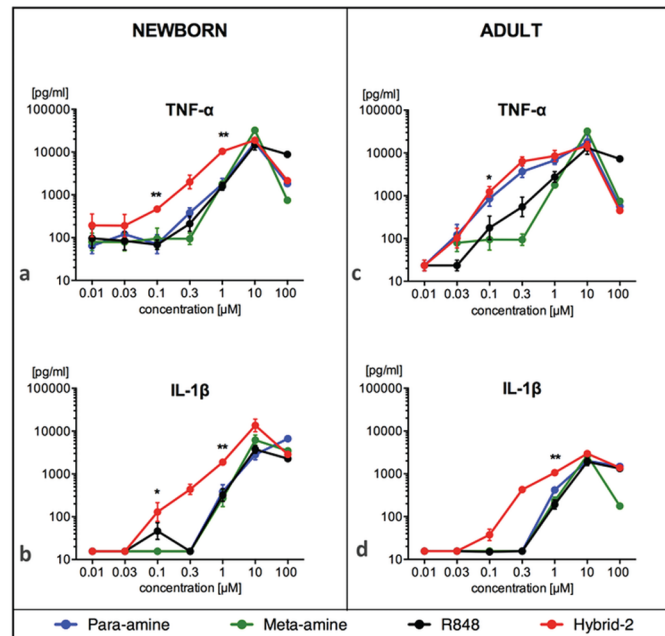 NEWBORN
ADULT
[pg/ml]
TNF-α
100000
10000
1000
100
10
**
**
0.01 0.03 0.1 0.3 1 10 100
concentration [µM]
a
[pg/ml]
TNF-α
100000
10000
1000
100
10
*
0.01 0.03 0.1 0.3 1 10 100
concentration [µM]
c
[pg/ml]
IL-1β
100000
10000
1000
100
10
*
**
0.01 0.03 0.1 0.3 1 10 100
concentration [µM]
b
[pg/ml]
IL-1β
100000
10000
1000
100
10
**
0.01 0.03 0.1 0.3 1 10 100
concentration [µM]
d
Para-amine Meta-amine R848 Hybrid-2